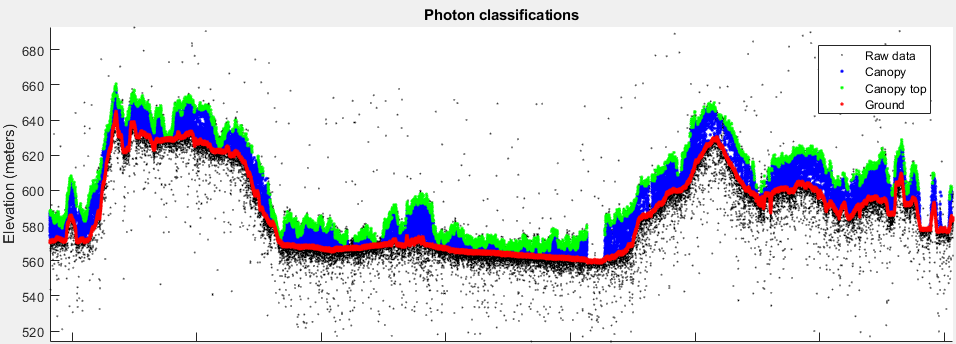 Photon classifications
Elevation (meters)
680
660
640
620
600
580
560
540
520
Raw data
Canopy
Canopy top
Ground